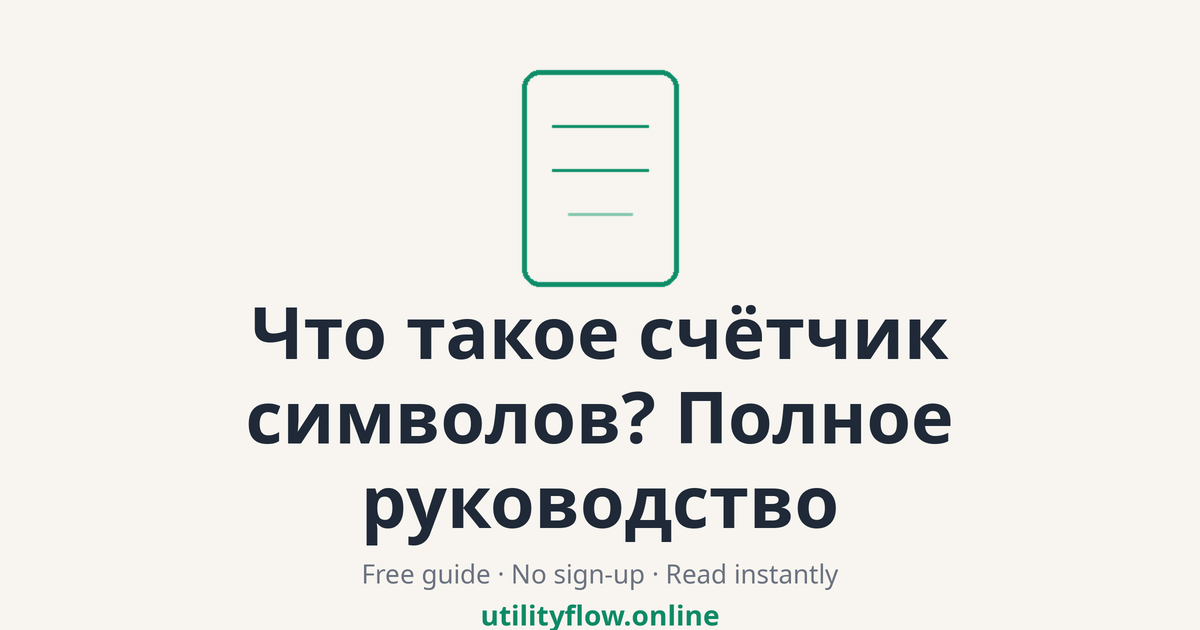 Что такое счётчик
символов? Полное
руководство
Free guide · No sign-up · Read instantly
utilityflow.online